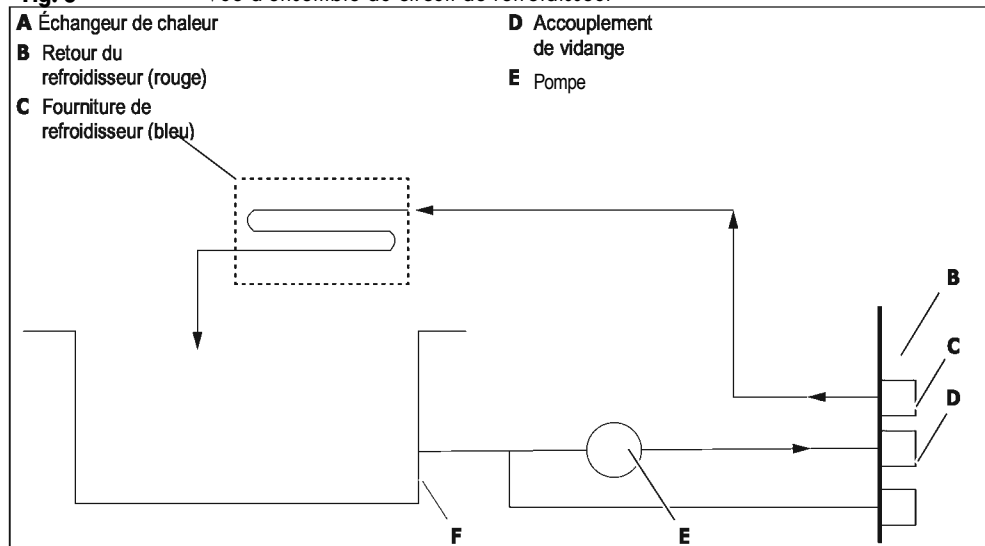 A Échangeur de chaleur
B Retour du
refroidisseur (rouge)
C Fourniture de
refroidisseur (bleu)
D Accouplement
de vidange
E Pompe
B
C
D
F
E